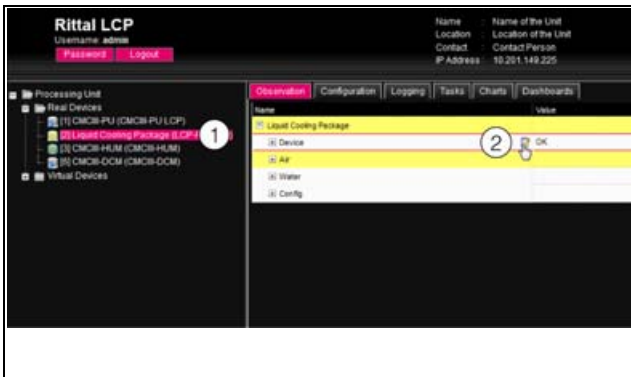 Rittal LCP
Username admin
Password Logout
Name : Name of the Unit
Location : Location of the Unit
Contact : Contact Person
IP Address : 10.201.149.225
Processing Unit
Real Devices
[1] CMCIII-PU (CMCIII-PU LCP)
[2] Liquid Cooling Package (LCP-
[3] CMCIII-HUM (CMCIII-HUM)
CMCIII-DCM (CMCIII-DCM)
Virtual Devices
1
Observation Configuration Logging Tasks Charts Dashboards
Name Value
Liquid Cooling Package
Device 2 OK
Air
Water
Config